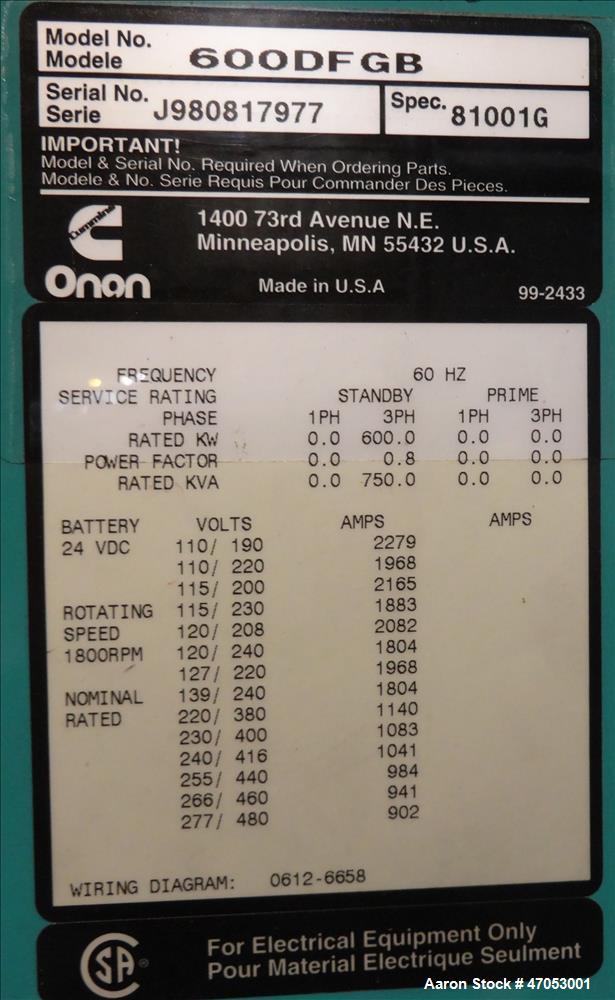 Model No.
Modele 600DFGB
Serial No.
Serie J980817977
Spec. 81001G
IMPORTANT!
Model & Serial No. Required When Ordering Parts.
Modele & No. Serie Requis Pour Commander Des Pieces.
Cummins
Onan
1400 73rd Avenue N.E.
Minneapolis, MN 55432 U.S.A.
Made in U.S.A
99-2433
FREQUENCY 60 HZ
SERVICE RATING STANDBY PRIME
PHASE 1PH 3PH 1PH 3PH
RATED KW 0.0 600.0 0.0 0.0
POWER FACTOR 0.0 0.8 0.0 0.0
RATED KVA 0.0 750.0 0.0 0.0
BATTERY VOLTS AMPS AMPS
24 VDC 110/ 190 2279
110/ 220 1968
115/ 200 2165
ROTATING 115/ 230 1883
SPEED 120/ 208 2082
1800RPM 120/ 240 1804
127/ 220 1968
NOMINAL 139/ 240 1804
RATED 220/ 380 1140
230/ 400 1083
240/ 416 1041
255/ 440 984
266/ 460 941
277/ 480 902
WIRING DIAGRAM: 0612-6658
SA®
For Electrical Equipment Only
Pour Material Electrique Seulment
Aaron Stock # 47053001